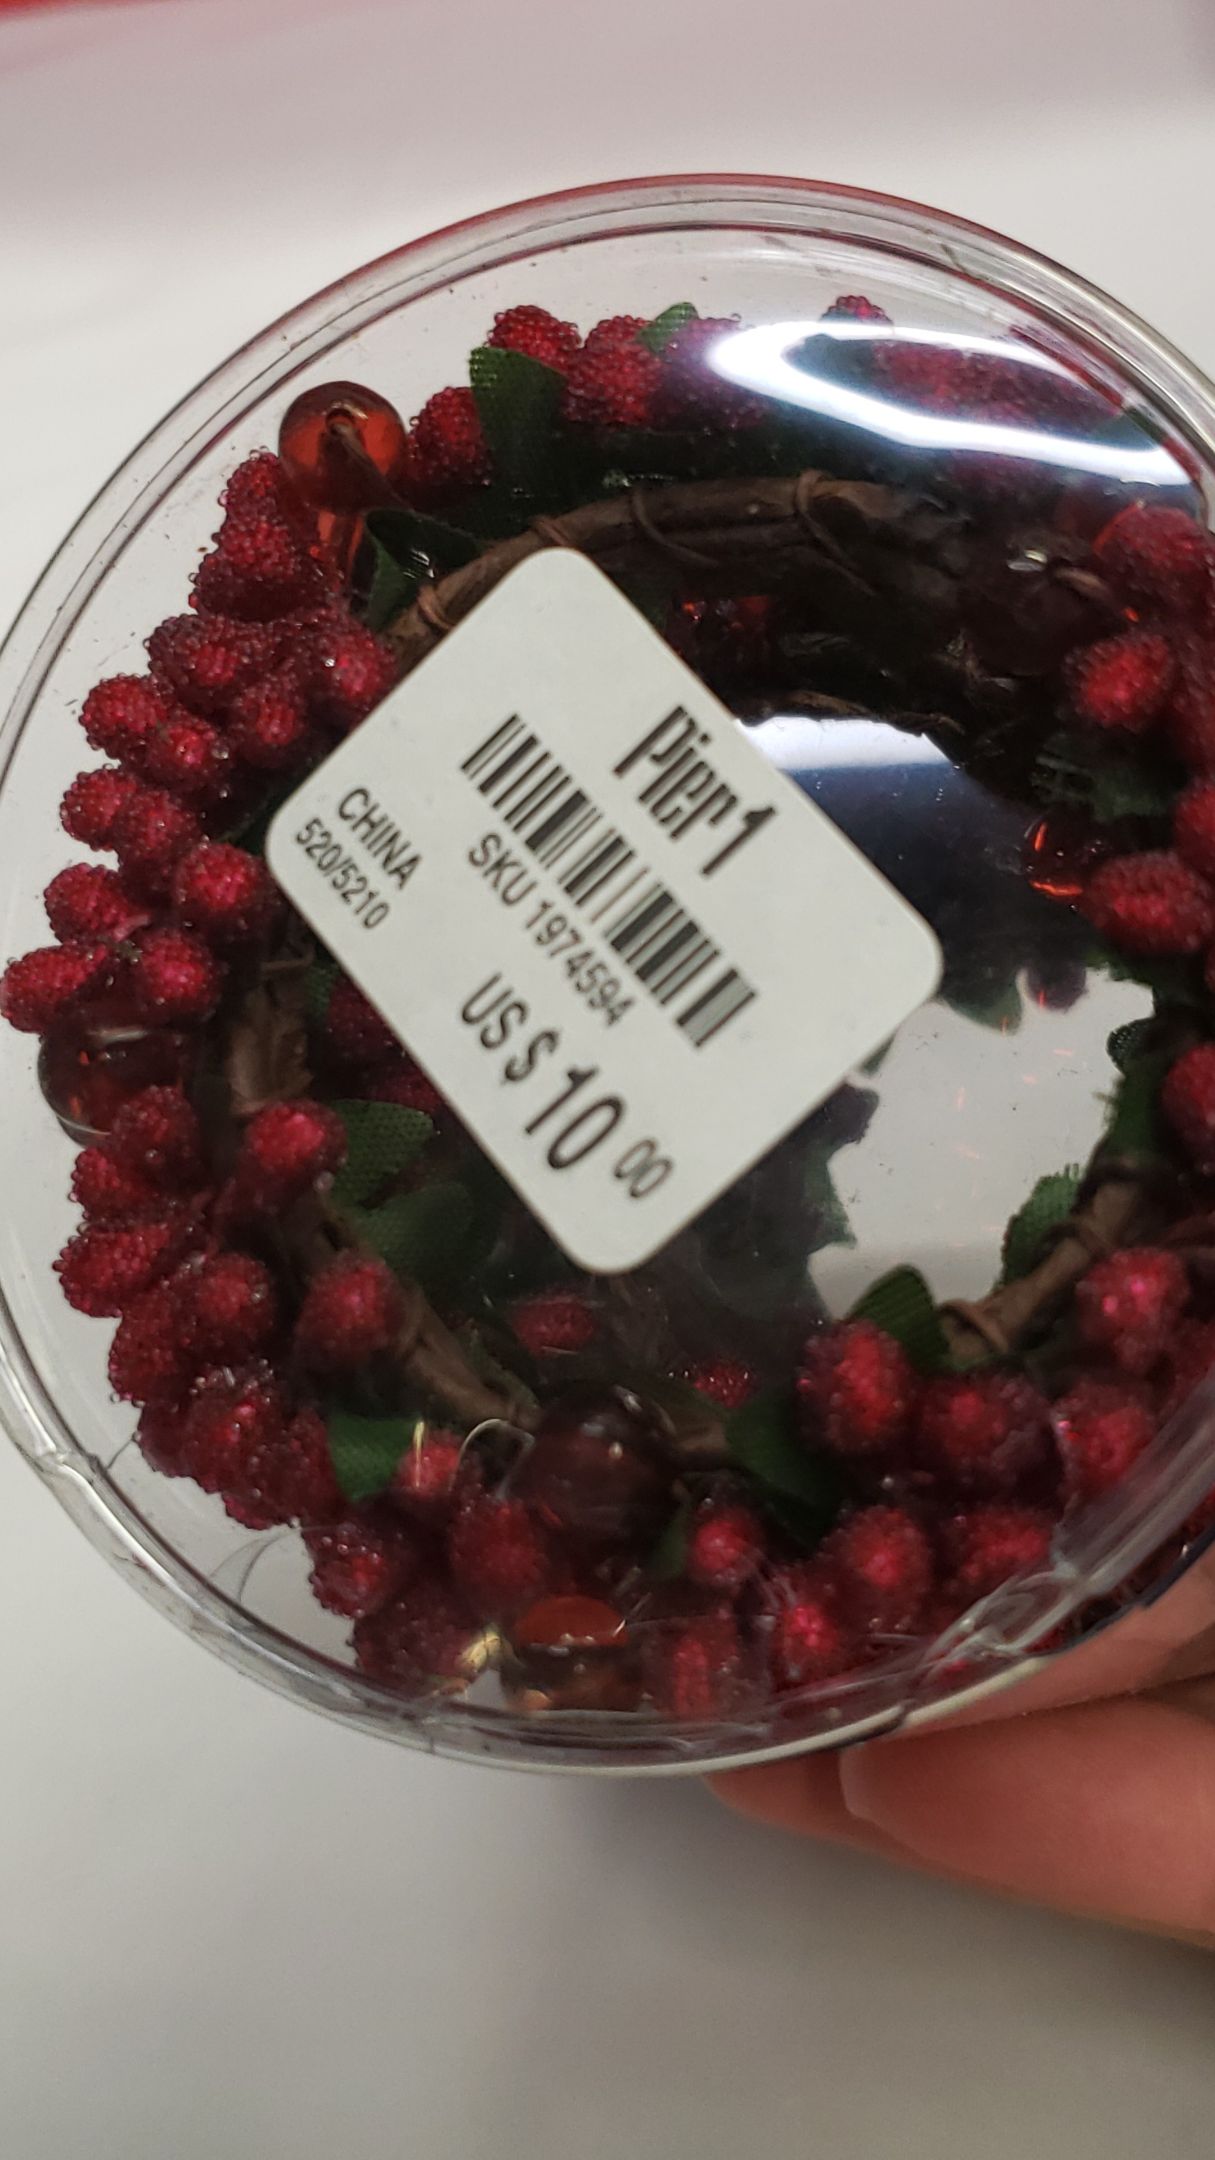 Pier 1
SKU 1974594
CHINA
520/5210
US $ 10 00